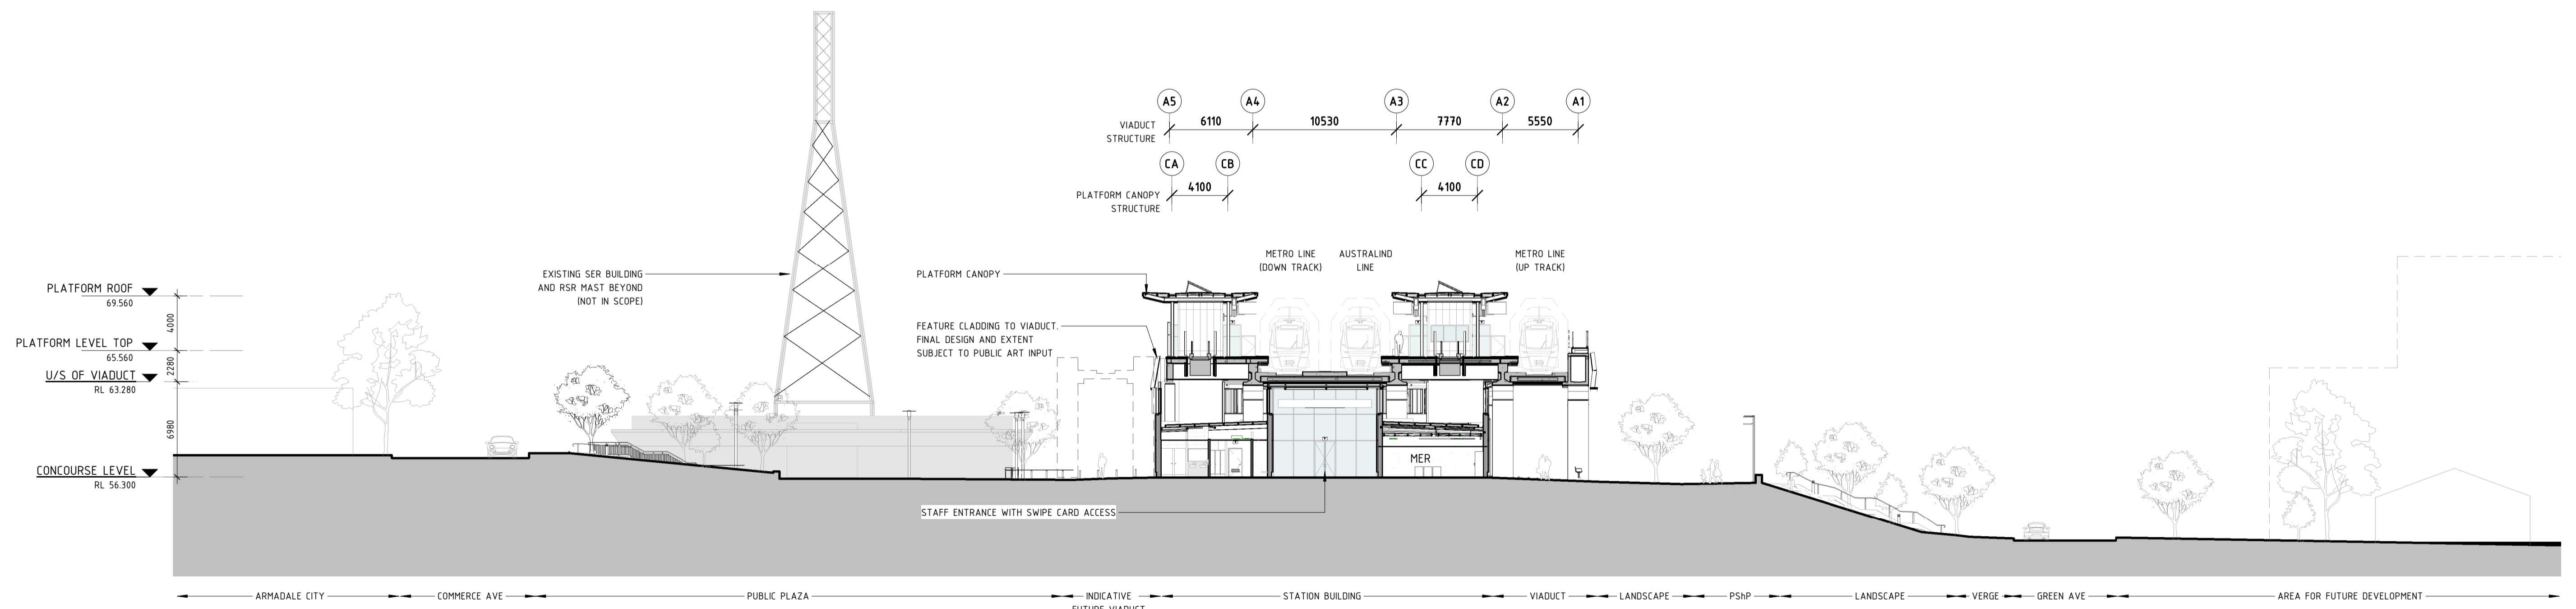 A5 A4 A3 A2 A1
VIADUCT
STRUCTURE
6110 10530 7770 5550
CA CB CC CD
PLATFORM CANOPY
STRUCTURE
4100 4100
METRO LINE
(DOWN TRACK)
AUSTRALIND
LINE
METRO LINE
(UP TRACK)
EXISTING SER BUILDING
AND RSR MAST BEYOND
(NOT IN SCOPE)
PLATFORM CANOPY
FEATURE CLADDING TO VIADUCT.
FINAL DESIGN AND EXTENT
SUBJECT TO PUBLIC ART INPUT
PLATFORM ROOF
69.560
4000
PLATFORM LEVEL TOP
65.560
2280
U/S OF VIADUCT
RL 63.280
6980
CONCOURSE LEVEL
RL 56.300
MER
STAFF ENTRANCE WITH SWIPE CARD ACCESS
ARMADALE CITY
COMMERCE AVE
PUBLIC PLAZA
INDICATIVE
FUTURE VIADUCT
STATION BUILDING
VIADUCT
LANDSCAPE
PShP
LANDSCAPE
VERGE
GREEN AVE
AREA FOR FUTURE DEVELOPMENT